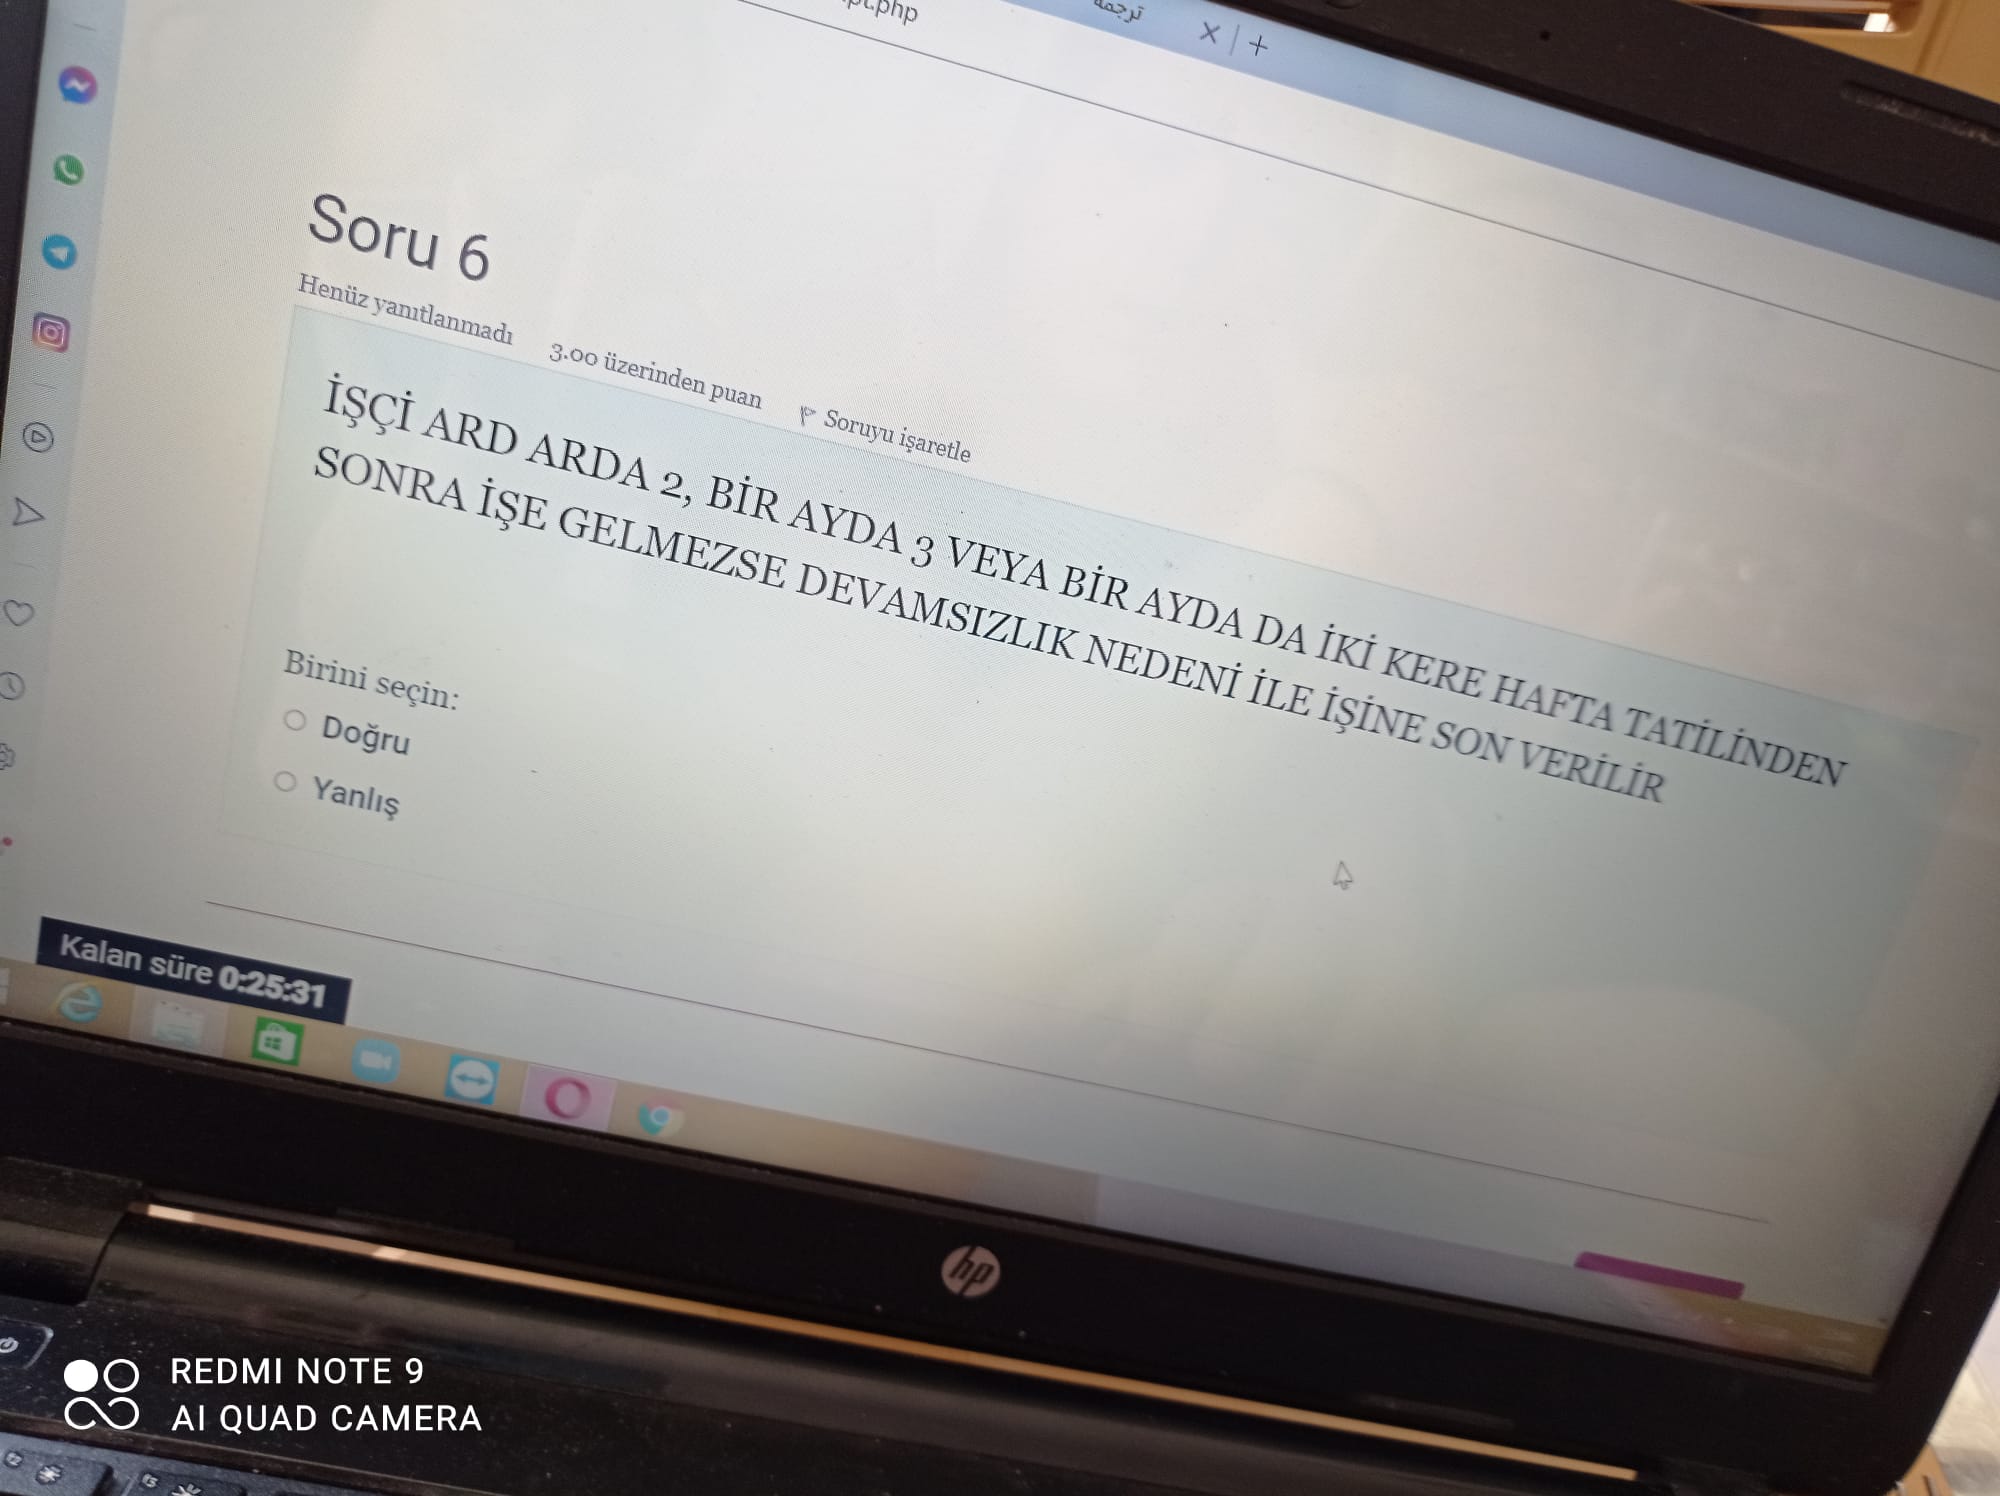 ترجمة
X | +
Soru 6
Henüz yanıtlanmadı 3.00 üzerinden puan Soruyu işaretle
İŞÇİ ARD ARDA 2, BİR AYDA 3 VEYA BİR AYDA DA İKİ KERE HAFTA TATİLİNDEN
SONRA İŞE GELMEZSE DEVAMSIZLIK NEDENİ İLE İŞİNE SON VERİLİR
Birini seçin:
Doğru
Yanlış
Kalan süre 0:25:31
hp
REDMI NOTE 9
AI QUAD CAMERA